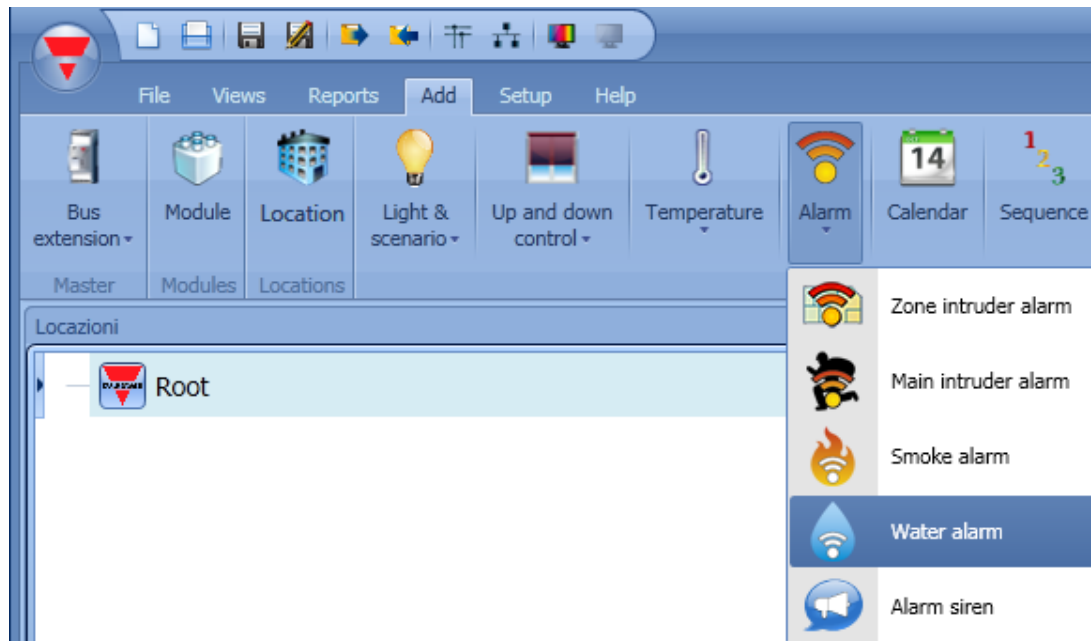 File Views Reports Add Setup Help
Bus extension
Module
Location
Light & scenario
Up and down control
Temperature
Alarm
14
Calendar
1 2 3
Sequence
Master Modules Locations
Locazioni
Root
Zone intruder alarm
Main intruder alarm
Smoke alarm
Water alarm
Alarm siren